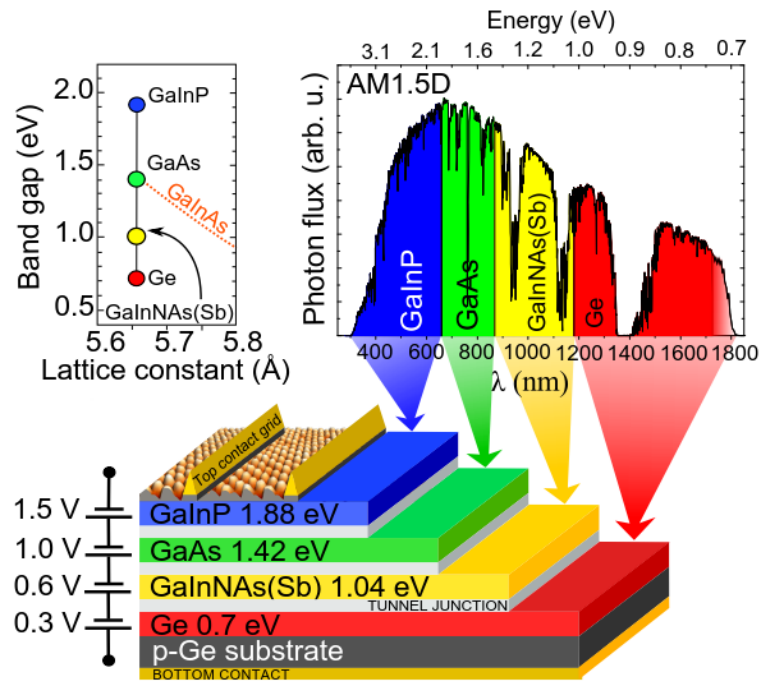 Band gap (eV)
2.0
1.5
1.0
0.5
GaInP
GaAs
GaInAs
Ge
GaInNAs(Sb)
5.6 5.7 5.8
Lattice constant (Å)
Energy (eV)
3.1 2.1 1.6 1.2 1.0 0.9 0.8 0.7
AM1.5D
Photon flux (arb. u.)
GaInP
GaAs
GaInNAs(Sb)
Ge
400 600 800 1000 1200 1400 1600 1800
λ (nm)
Top contact grid
1.5 V
GaInP 1.88 eV
1.0 V
GaAs 1.42 eV
0.6 V
GaInNAs(Sb) 1.04 eV
TUNNEL JUNCTION
0.3 V
Ge 0.7 eV
p-Ge substrate
BOTTOM CONTACT